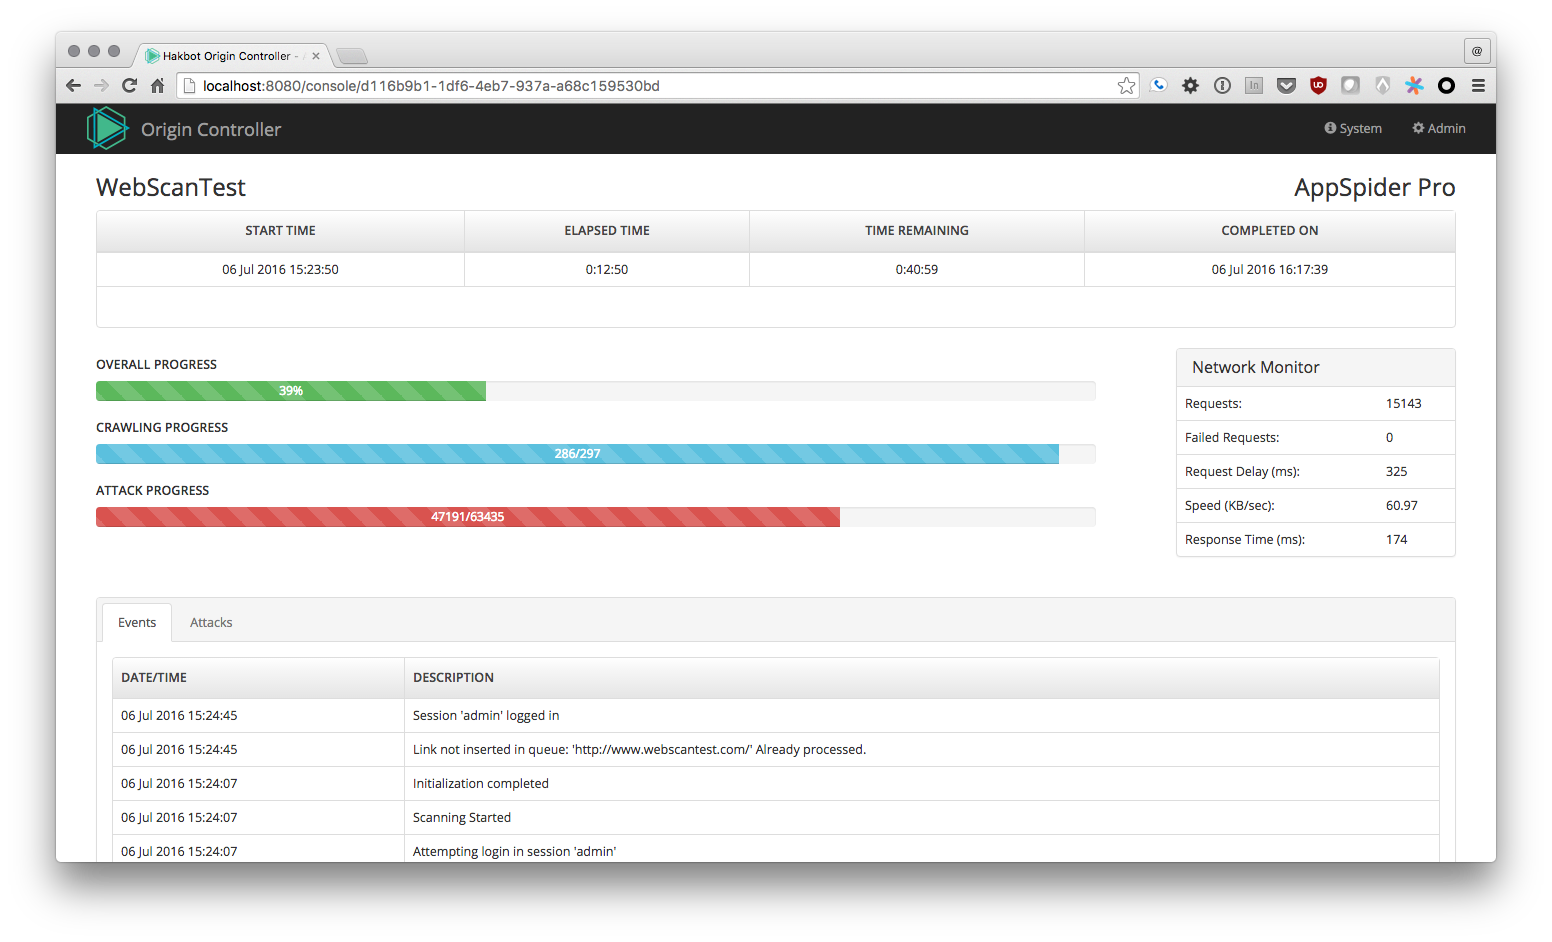 Hakbot Origin Controller -
localhost:8080/console/d116b9b1-1df6-4eb7-937a-a68c159530bd
Origin Controller
System
Admin
WebScanTest
AppSpider Pro
START TIME
ELAPSED TIME
TIME REMAINING
COMPLETED ON
06 Jul 2016 15:23:50
0:12:50
0:40:59
06 Jul 2016 16:17:39
OVERALL PROGRESS
39%
CRAWLING PROGRESS
286/297
ATTACK PROGRESS
47191/63435
Network Monitor
Requests: 15143
Failed Requests: 0
Request Delay (ms): 325
Speed (KB/sec): 60.97
Response Time (ms): 174
Events
Attacks
DATE/TIME DESCRIPTION
06 Jul 2016 15:24:45 Session 'admin' logged in
06 Jul 2016 15:24:45 Link not inserted in queue: 'http://www.webscantest.com/' Already processed.
06 Jul 2016 15:24:07 Initialization completed
06 Jul 2016 15:24:07 Scanning Started
06 Jul 2016 15:24:07 Attempting login in session 'admin'